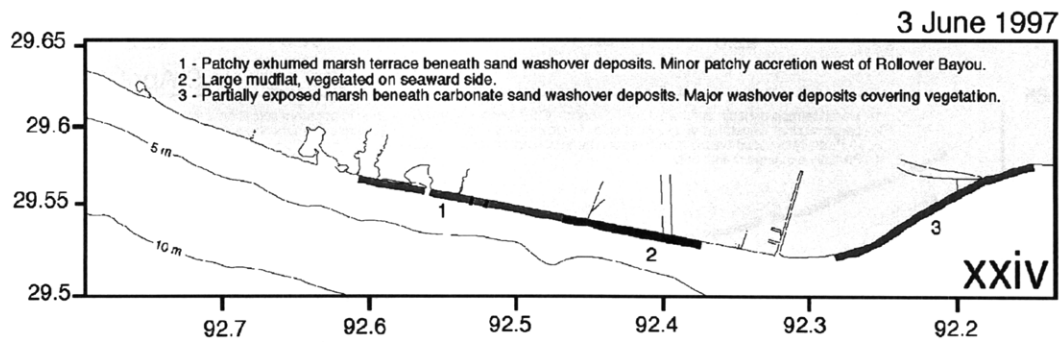 3 June 1997
29.65
1 - Patchy exhumed marsh terrace beneath sand washover deposits. Minor patchy accretion west of Rollover Bayou.
2 - Large mudflat, vegetated on seaward side.
3 - Partially exposed marsh beneath carbonate sand washover deposits. Major washover deposits covering vegetation.
29.6
5 m
29.55
1
2
3
10 m
xxiv
29.5
92.7
92.6
92.5
92.4
92.3
92.2